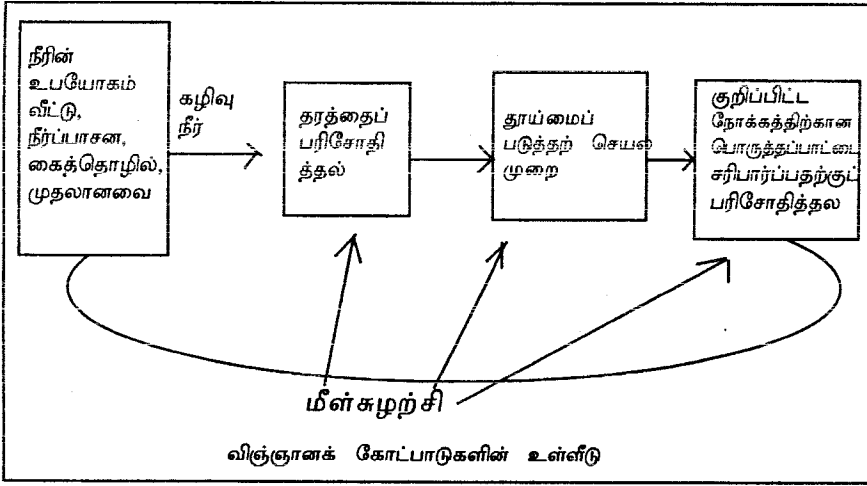 நீரின்
உபயோகம்
வீட்டு,
நீர்ப்பாசன,
கைத்தொழில்,
முதலானவை
கழிவு
நீர்
தரத்தைப்
பரிசோதி
த்தல்
தூய்மைப்
படுத்தற் செயல்
முறை
குறிப்பிட்ட
நோக்கத்திற்கான
பொருத்தப்பாட்டை
சரிபார்ப்பதற்குப்
பரிசோதித்தல
மீள்சுழற்சி
விஞ்ஞானக் கோட்பாடுகளின் உள்ளீடு